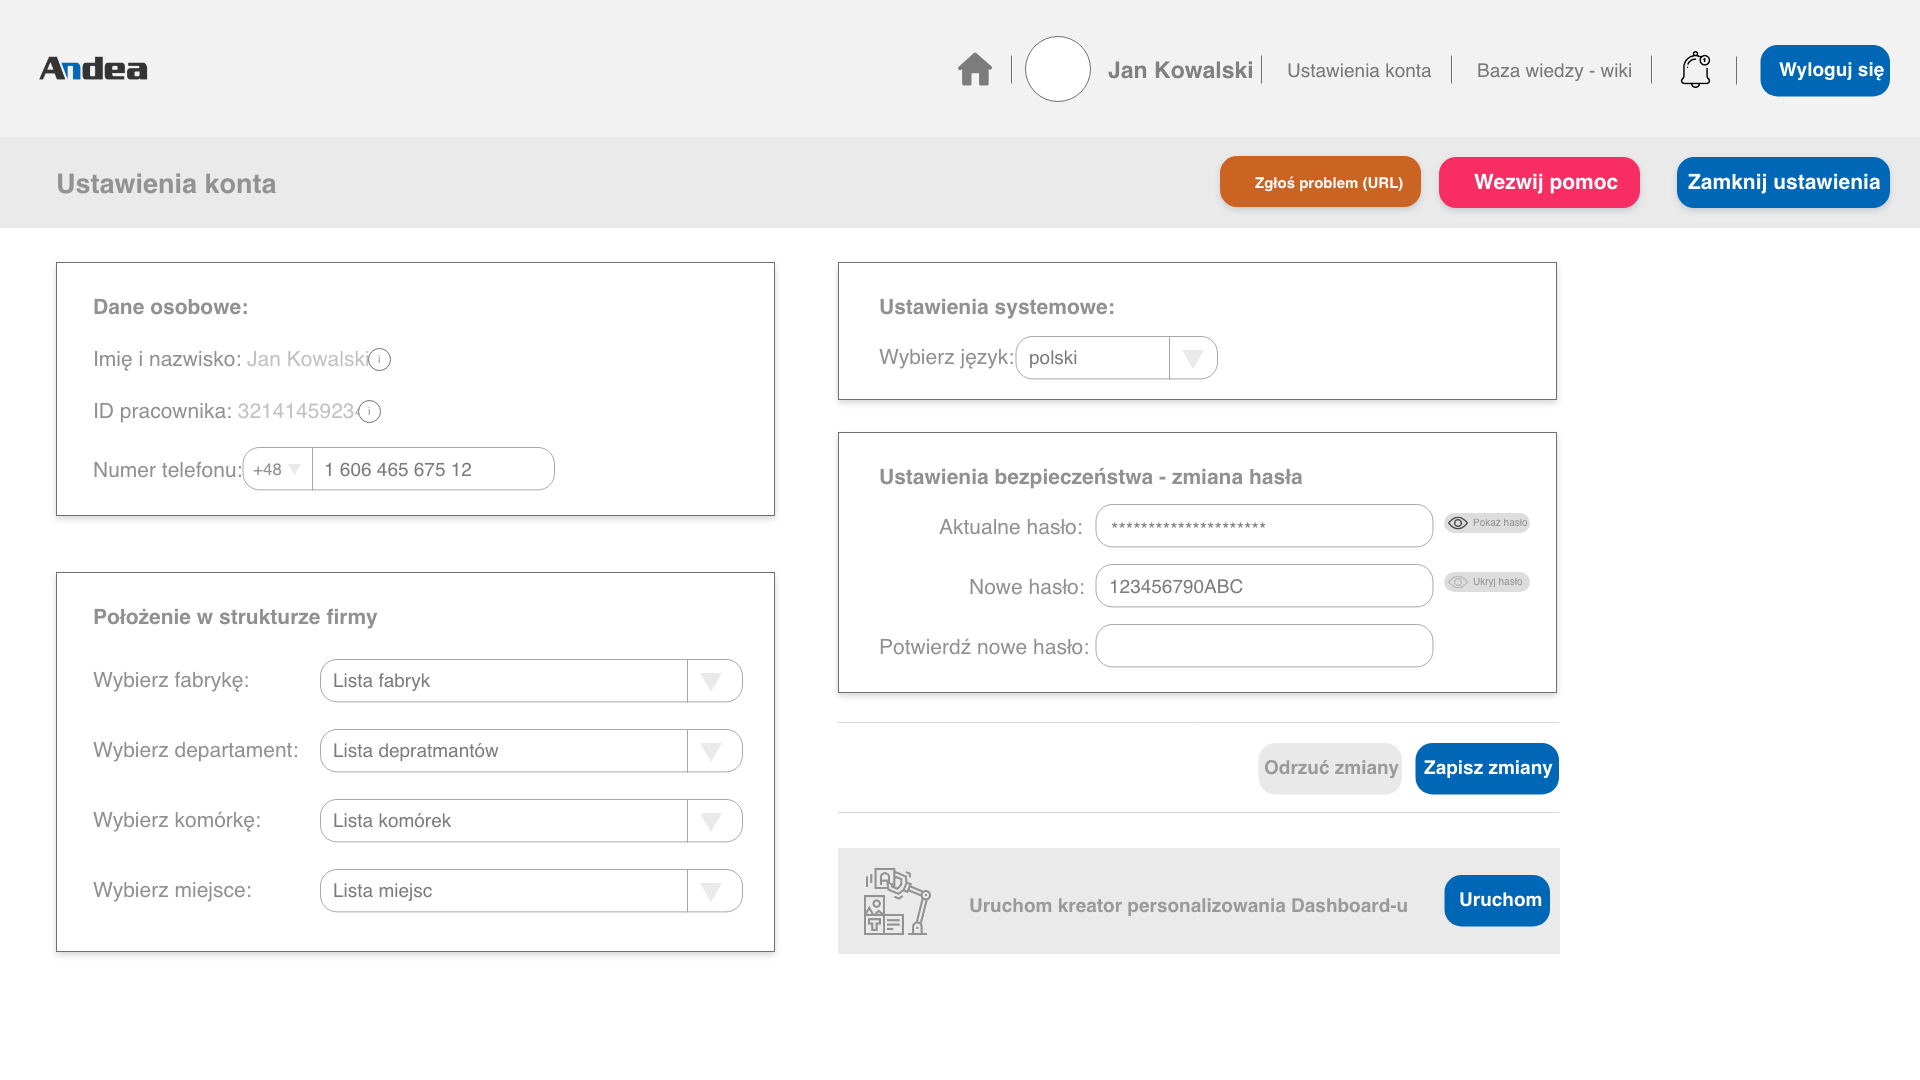 Andea
Jan Kowalski
Ustawienia konta
Baza wiedzy - wiki
Wyloguj się
Ustawienia konta
Zgłoś problem (URL)
Wezwij pomoc
Zamknij ustawienia
Dane osobowe:
Imię i nazwisko: Jan Kowalski i
ID pracownika: 32141459234 i
Numer telefonu: +48 1 606 465 675 12
Położenie w strukturze firmy
Wybierz fabrykę: Lista fabryk
Wybierz departament: Lista depratmantów
Wybierz komórkę: Lista komórek
Wybierz miejsce: Lista miejsc
Ustawienia systemowe:
Wybierz język: polski
Ustawienia bezpieczeństwa - zmiana hasła
Aktualne hasło: ********************* Pokaż hasło
Nowe hasło: 123456790ABC Ukryj hasło
Potwierdź nowe hasło:
Odrzuć zmiany
Zapisz zmiany
Uruchom kreator personalizowania Dashboard-u
Uruchom